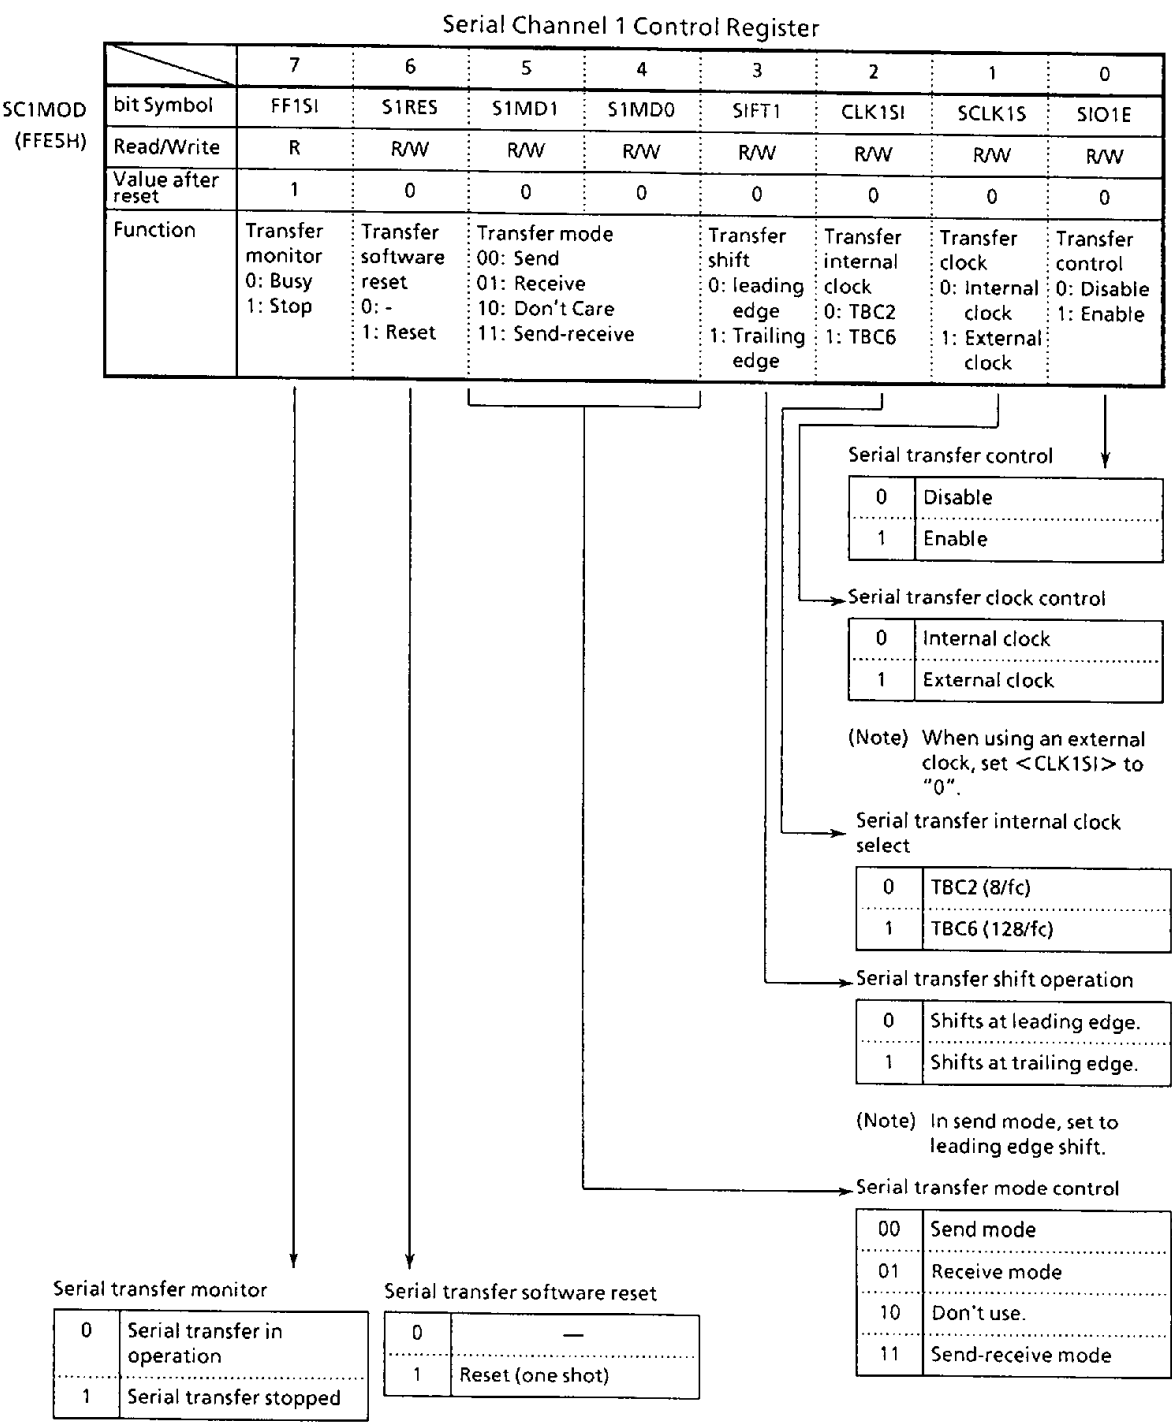 Serial Channel 1 Control Register
7 6 5 4 3 2 1 0
SC1MOD
(FFE5H)
bit Symbol FF1SI S1RES S1MD1 S1MD0 SIFT1 CLK1SI SCLK1S SIO1E
Read/Write R R/W R/W R/W R/W R/W R/W R/W
Value after
reset
1 0 0 0 0 0 0 0
Function
Transfer
monitor
0: Busy
1: Stop
Transfer
software
reset
0: -
1: Reset
Transfer mode
00: Send
01: Receive
10: Don't Care
11: Send-receive
Transfer
shift
0: leading
edge
1: Trailing
edge
Transfer
internal
clock
0: TBC2
1: TBC6
Transfer
clock
0: Internal
clock
1: External
clock
Transfer
control
0: Disable
1: Enable
Serial transfer control
0 Disable
1 Enable
Serial transfer clock control
0 Internal clock
1 External clock
(Note) When using an external
clock, set <CLK1SI> to
"0".
Serial transfer internal clock
select
0 TBC2 (8/fc)
1 TBC6 (128/fc)
Serial transfer shift operation
0 Shifts at leading edge.
1 Shifts at trailing edge.
(Note) In send mode, set to
leading edge shift.
Serial transfer mode control
00 Send mode
01 Receive mode
10 Don't use.
11 Send-receive mode
Serial transfer monitor
0 Serial transfer in
operation
1 Serial transfer stopped
Serial transfer software reset
0 —
1 Reset (one shot)